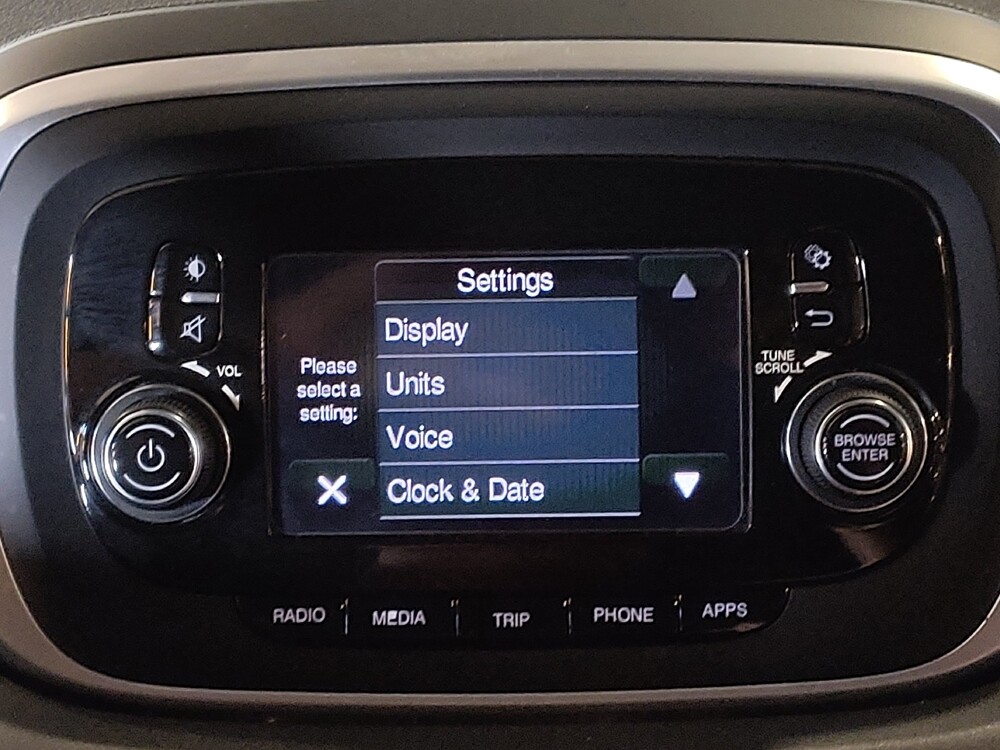 Settings
Display
Please
select a
setting:
Units
Voice
Clock & Date
VOL
TUNE
SCROLL
BROWSE
ENTER
RADIO
MEDIA
TRIP
PHONE
APPS